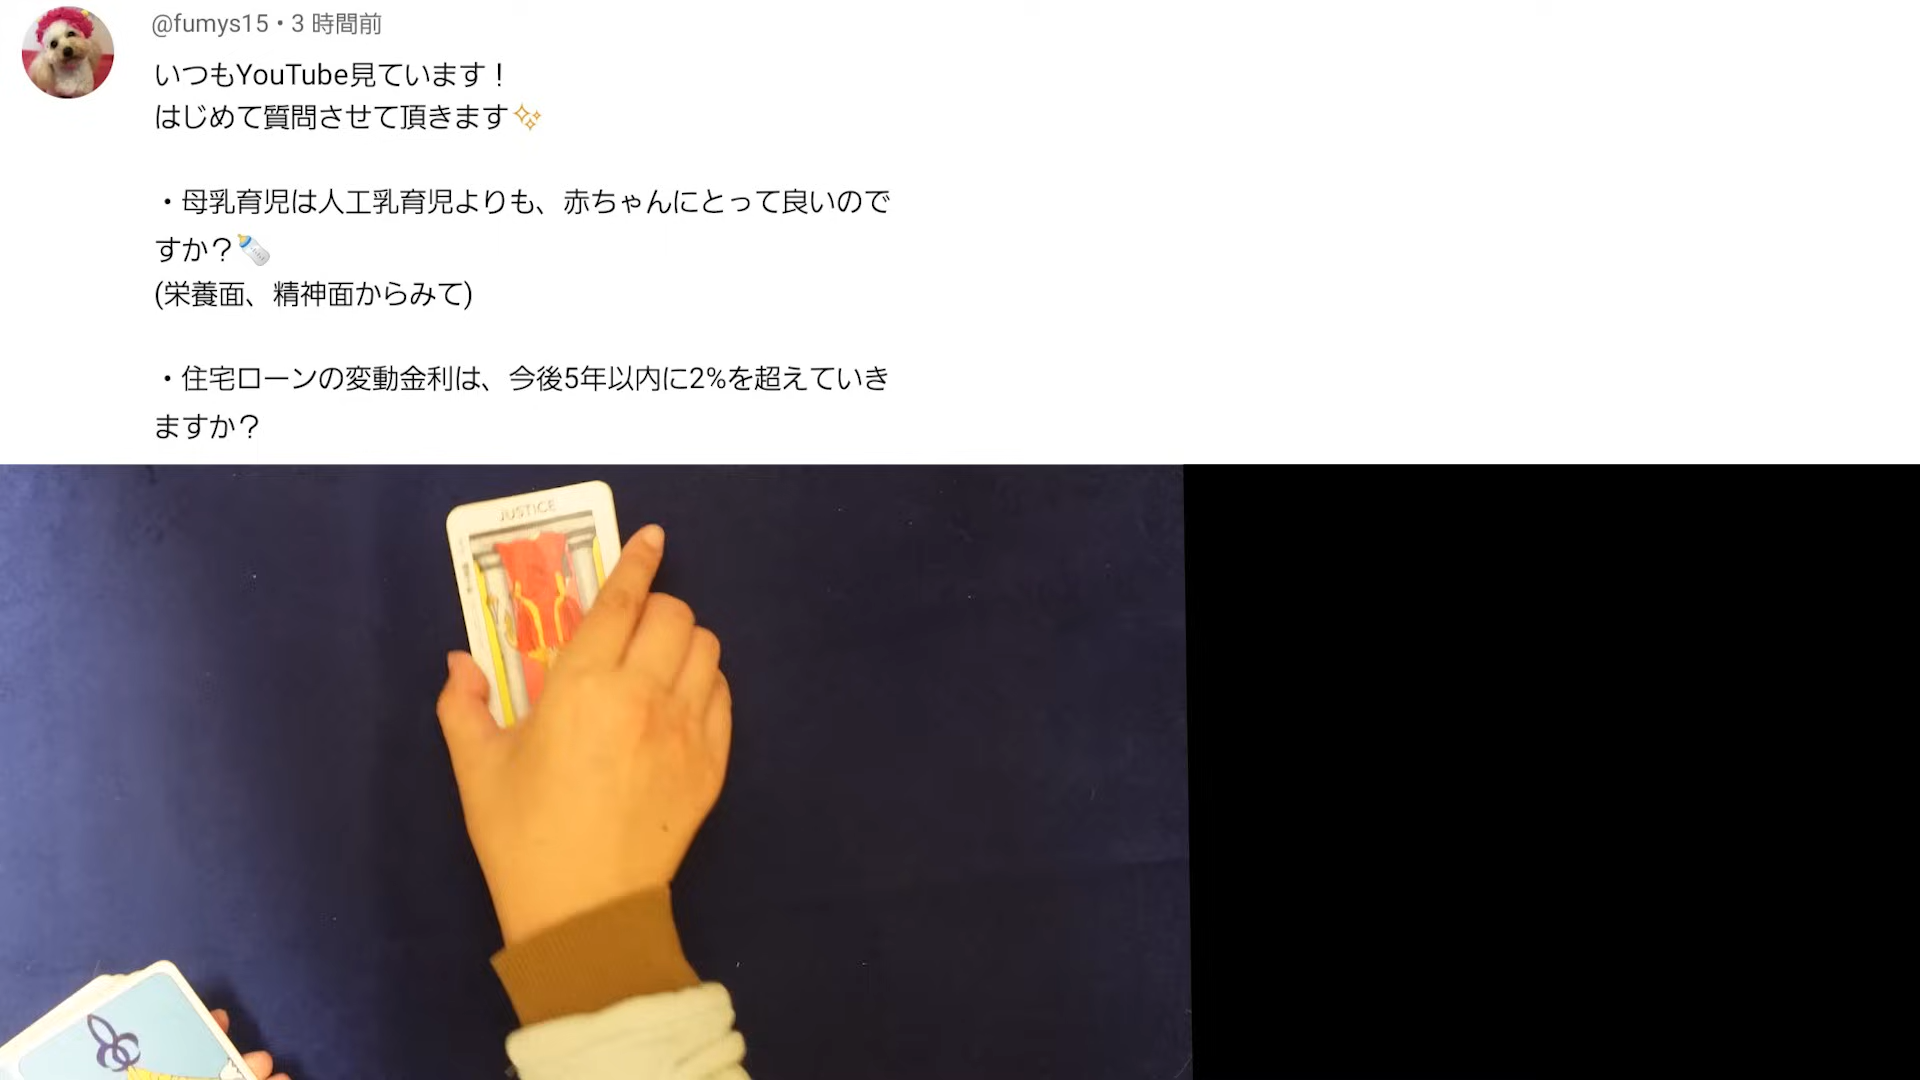 @fumys15・3 時間前
いつもYouTube見ています！
はじめて質問させて頂きます✨
・母乳育児は人工乳育児よりも、赤ちゃんにとって良いので
すか？🍼
(栄養面、精神面からみて)
・住宅ローンの変動金利は、今後5年以内に2%を超えていき
ますか？
JUSTICE